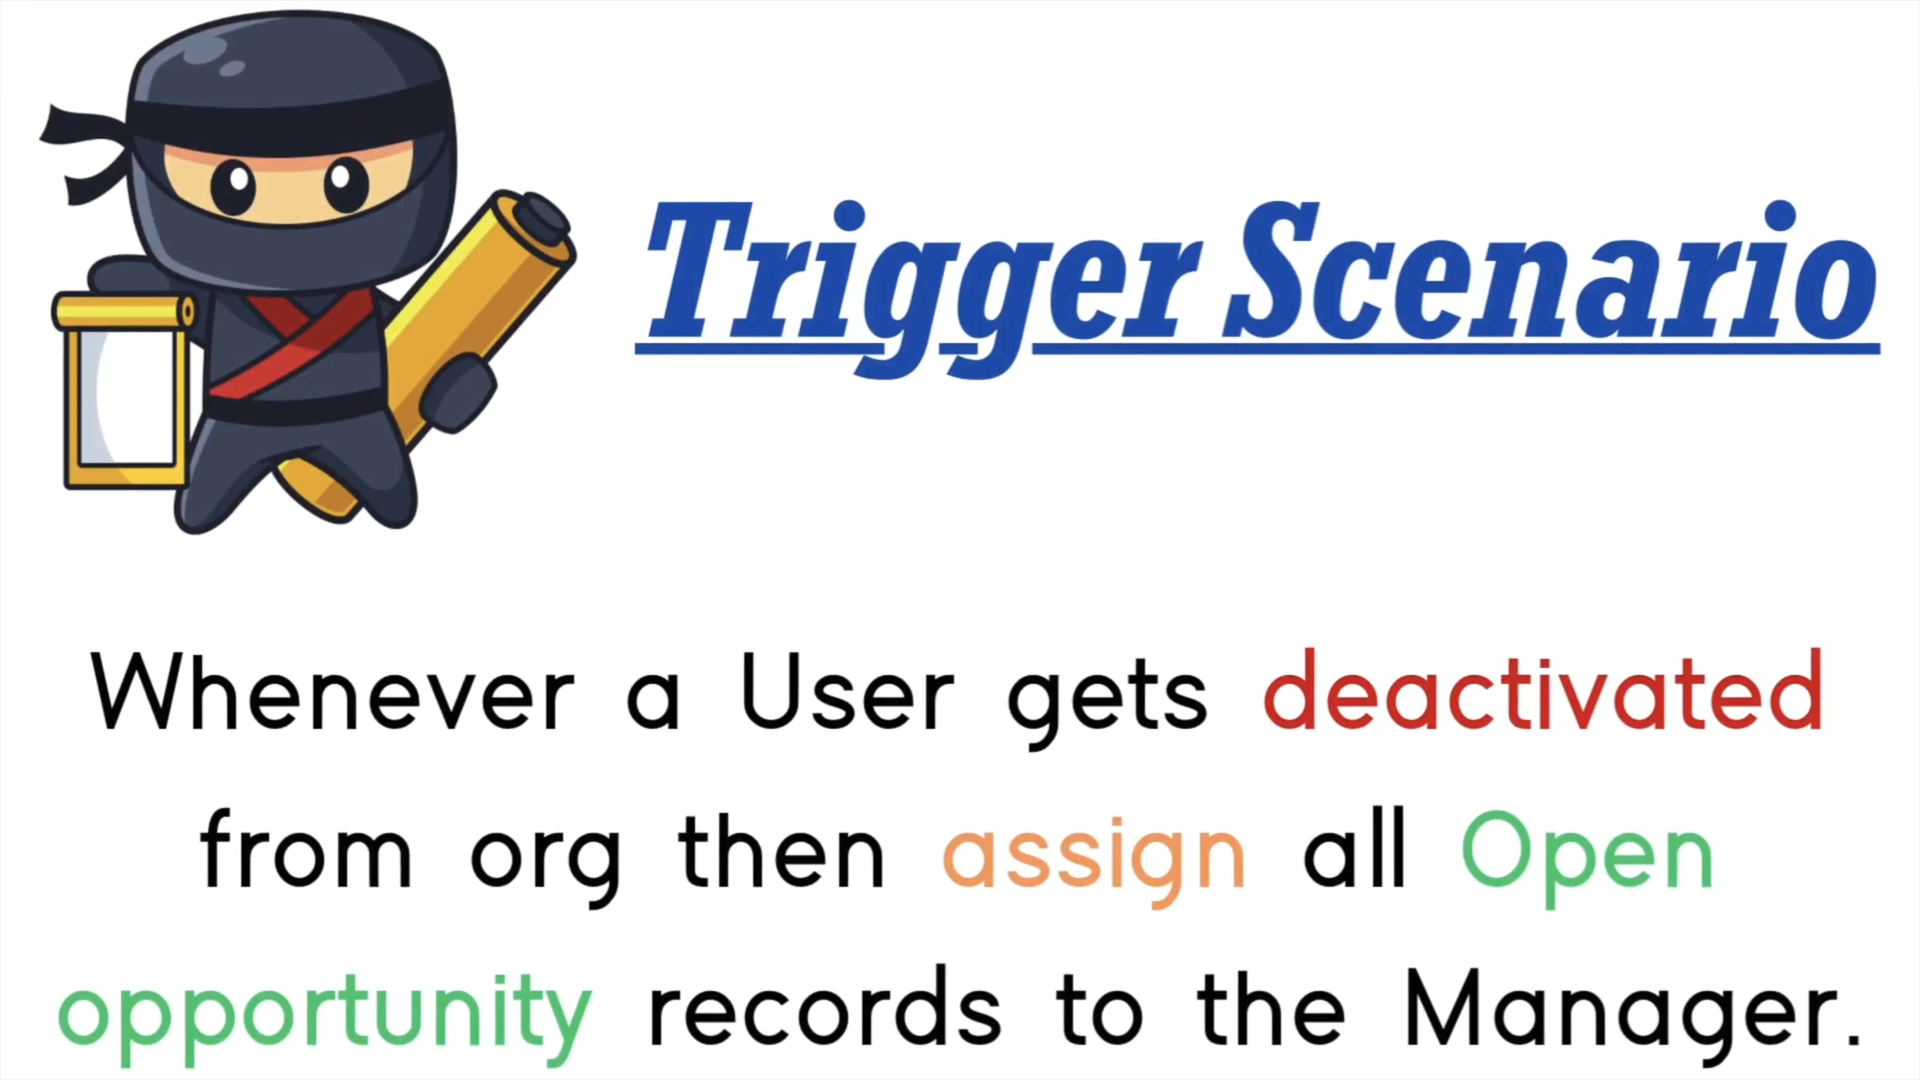 Trigger Scenario
Whenever a User gets deactivated
from org then assign all Open
opportunity records to the Manager.